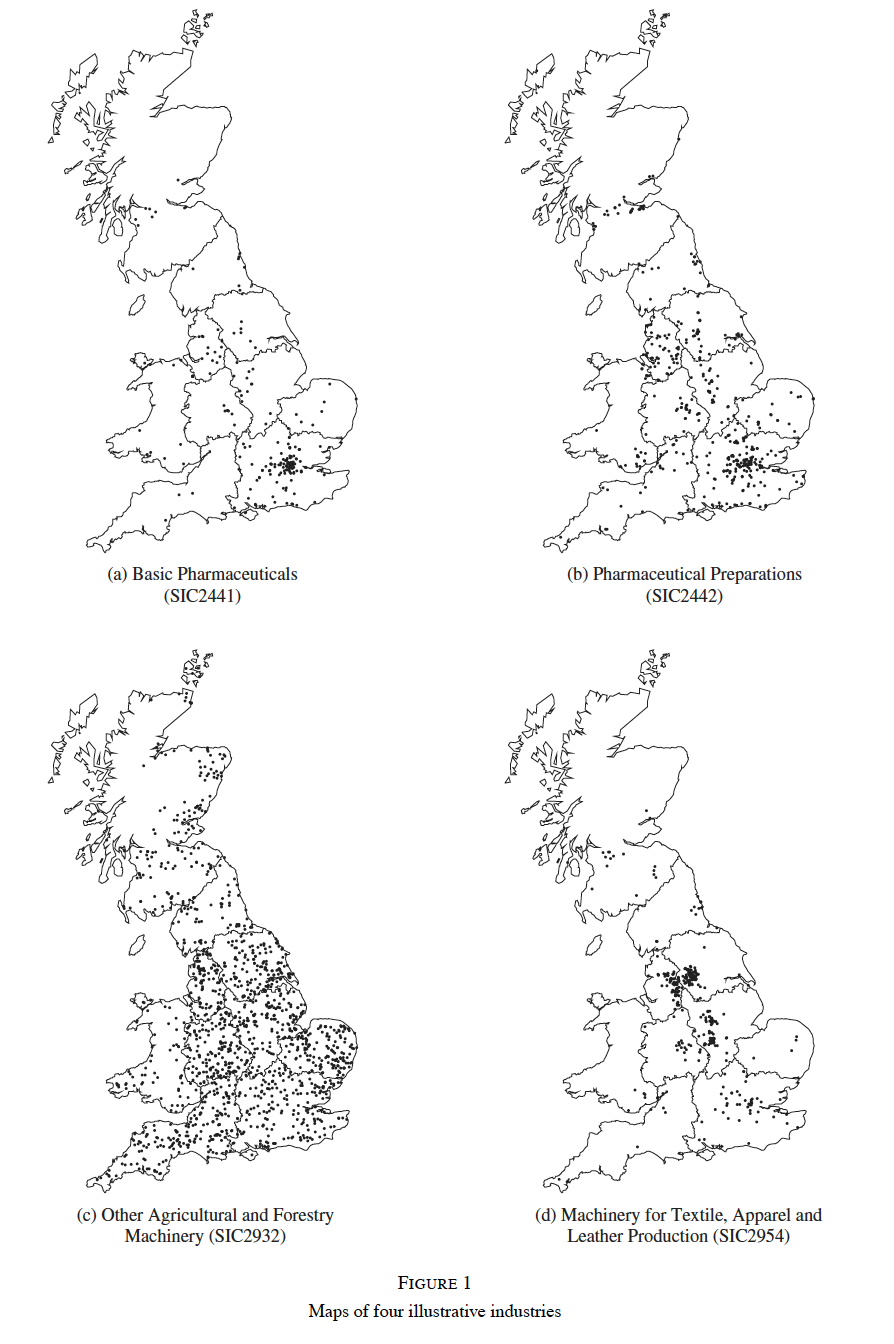 (a) Basic Pharmaceuticals
(SIC2441)
(b) Pharmaceutical Preparations
(SIC2442)
(c) Other Agricultural and Forestry
Machinery (SIC2932)
(d) Machinery for Textile, Apparel and
Leather Production (SIC2954)
FIGURE 1
Maps of four illustrative industries